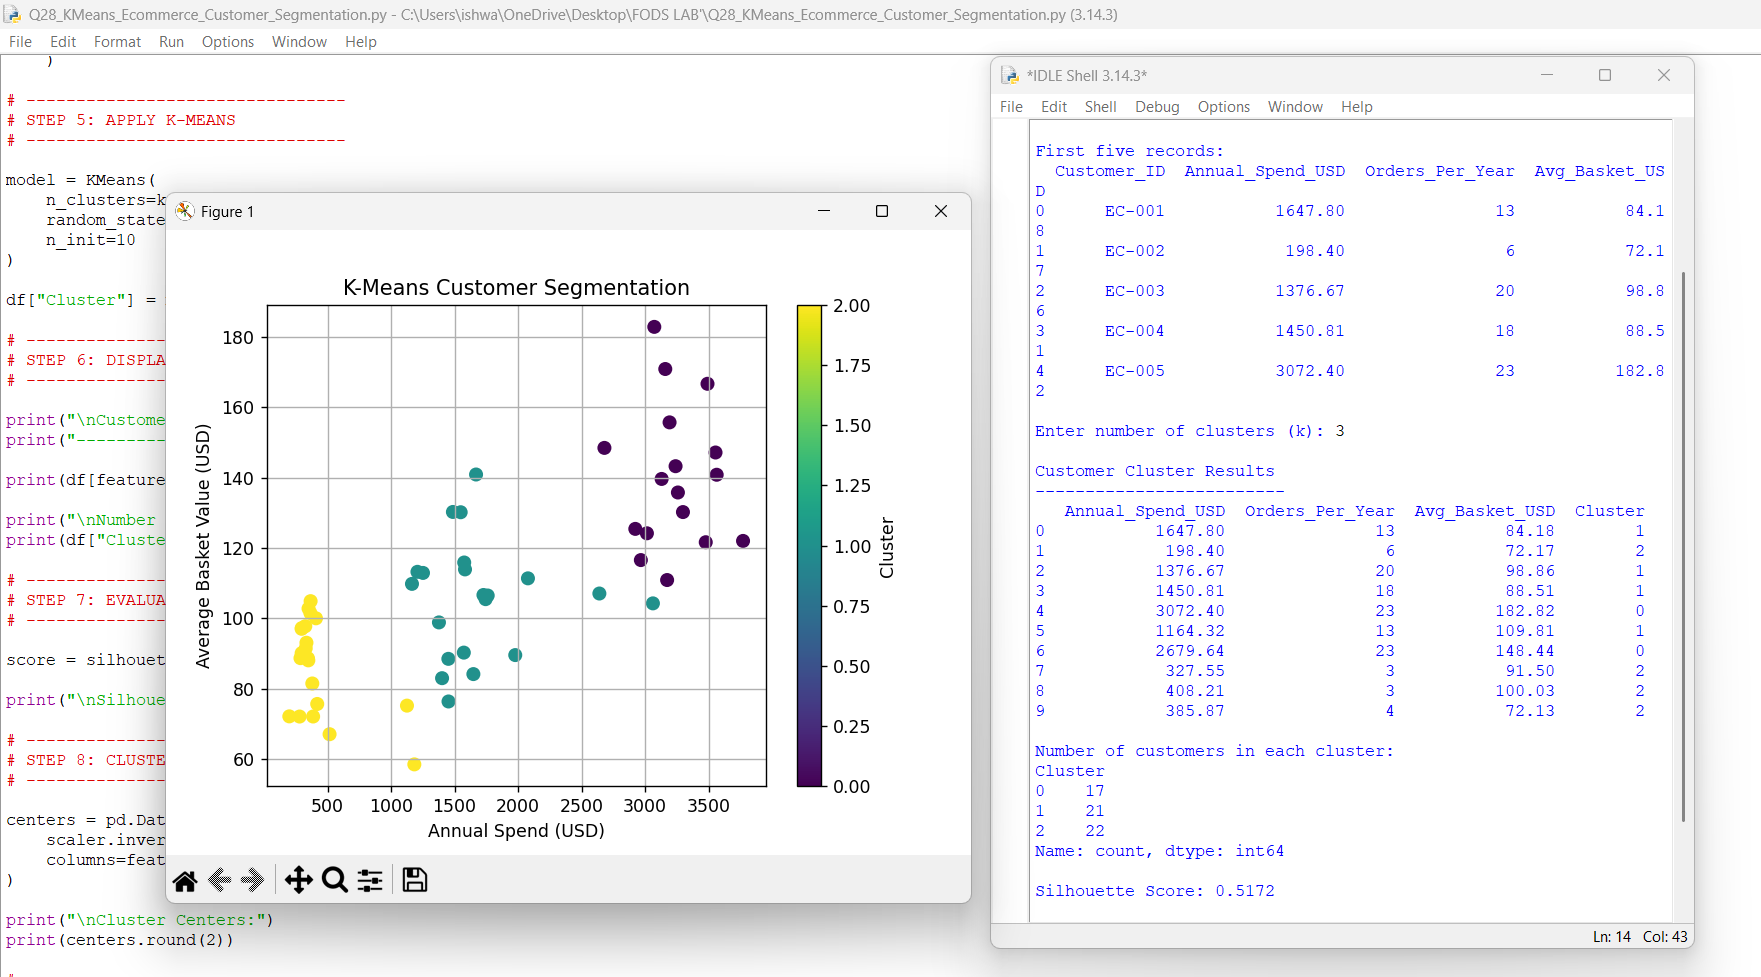 Q28_KMeans_Ecommerce_Customer_Segmentation.py - C:\Users\ishwa\OneDrive\Desktop\FODS LAB'\Q28_KMeans_Ecommerce_Customer_Segmentation.py (3.14.3)
File Edit Format Run Options Window Help
)
# --------------------------------
# STEP 5: APPLY K-MEANS
# --------------------------------
model = KMeans(
n_clusters=k
random_state
n_init=10
)
df["Cluster"] =
# --------------
# STEP 6: DISPLA
# --------------
print("\nCustome
print("---------
print(df[feature
print("\nNumber
print(df["Cluste
# --------------
# STEP 7: EVALUA
# --------------
score = silhouet
print("\nSilhoue
# --------------
# STEP 8: CLUSTE
# --------------
centers = pd.Dat
scaler.inver
columns=feat
)
print("\nCluster Centers:")
print(centers.round(2))
Figure 1
K-Means Customer Segmentation
180
160
140
120
100
80
60
Average Basket Value (USD)
500 1000 1500 2000 2500 3000 3500
Annual Spend (USD)
2.00
1.75
1.50
1.25
1.00
0.75
0.50
0.25
0.00
Cluster
*IDLE Shell 3.14.3*
File Edit Shell Debug Options Window Help
First five records:
Customer_ID Annual_Spend_USD Orders_Per_Year Avg_Basket_US
D
0 EC-001 1647.80 13 84.1
8
1 EC-002 198.40 6 72.1
7
2 EC-003 1376.67 20 98.8
6
3 EC-004 1450.81 18 88.5
1
4 EC-005 3072.40 23 182.8
2
Enter number of clusters (k): 3
Customer Cluster Results
-------------------------
Annual_Spend_USD Orders_Per_Year Avg_Basket_USD Cluster
0 1647.80 13 84.18 1
1 198.40 6 72.17 2
2 1376.67 20 98.86 1
3 1450.81 18 88.51 1
4 3072.40 23 182.82 0
5 1164.32 13 109.81 1
6 2679.64 23 148.44 0
7 327.55 3 91.50 2
8 408.21 3 100.03 2
9 385.87 4 72.13 2
Number of customers in each cluster:
Cluster
0 17
1 21
2 22
Name: count, dtype: int64
Silhouette Score: 0.5172
Ln: 14 Col: 43